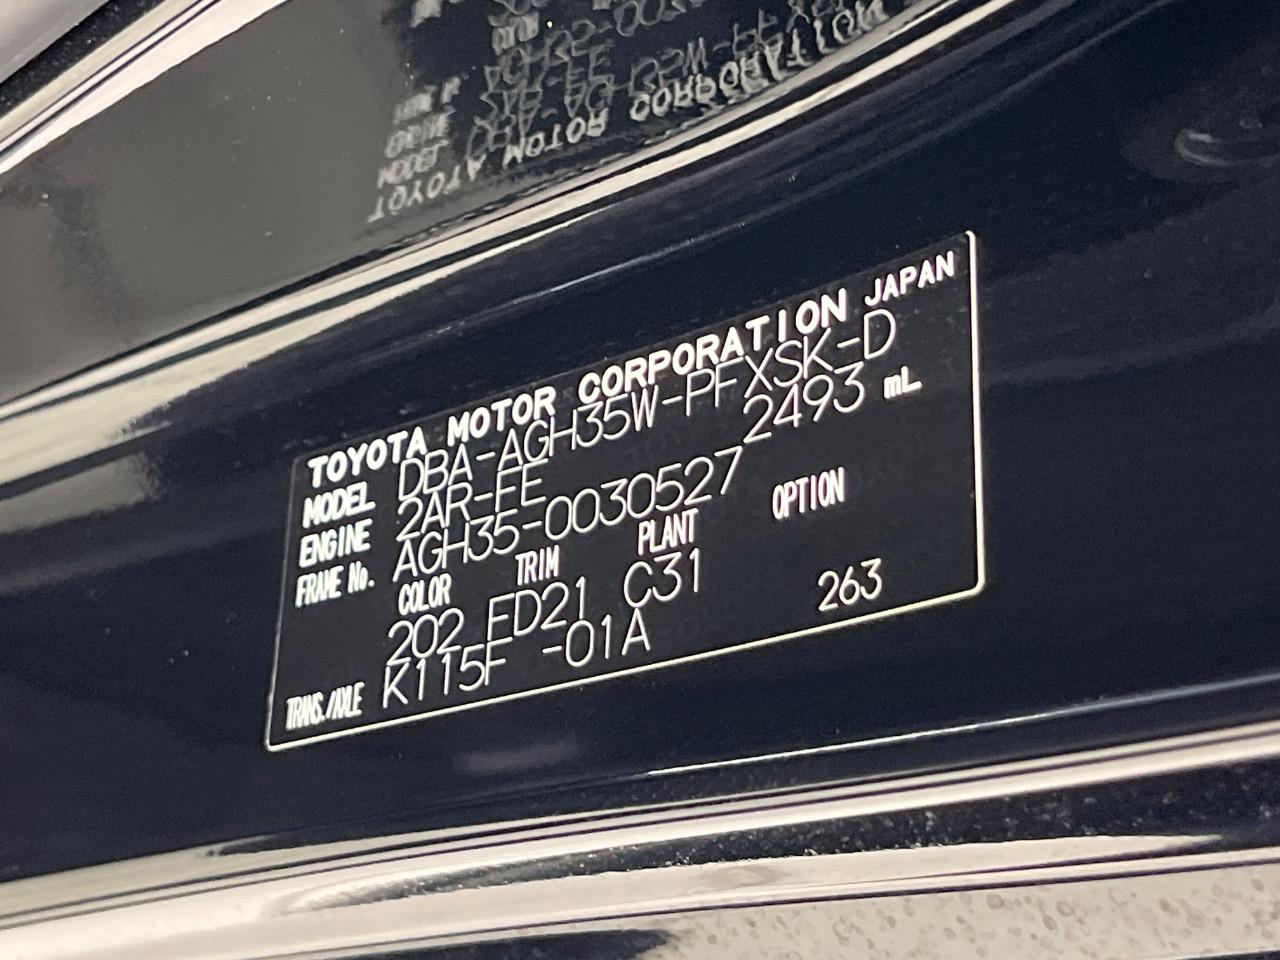 TOYOTA MOTOR CORPORATION JAPAN
MODEL DBA-AGH35W-PFXSK-D
ENGINE 2AR-FE 2493 mL
FRAME No. AGH35-0030527
COLOR TRIM PLANT OPTION
202 FD21 C31
TRANS./AXLE K115F -01A 263